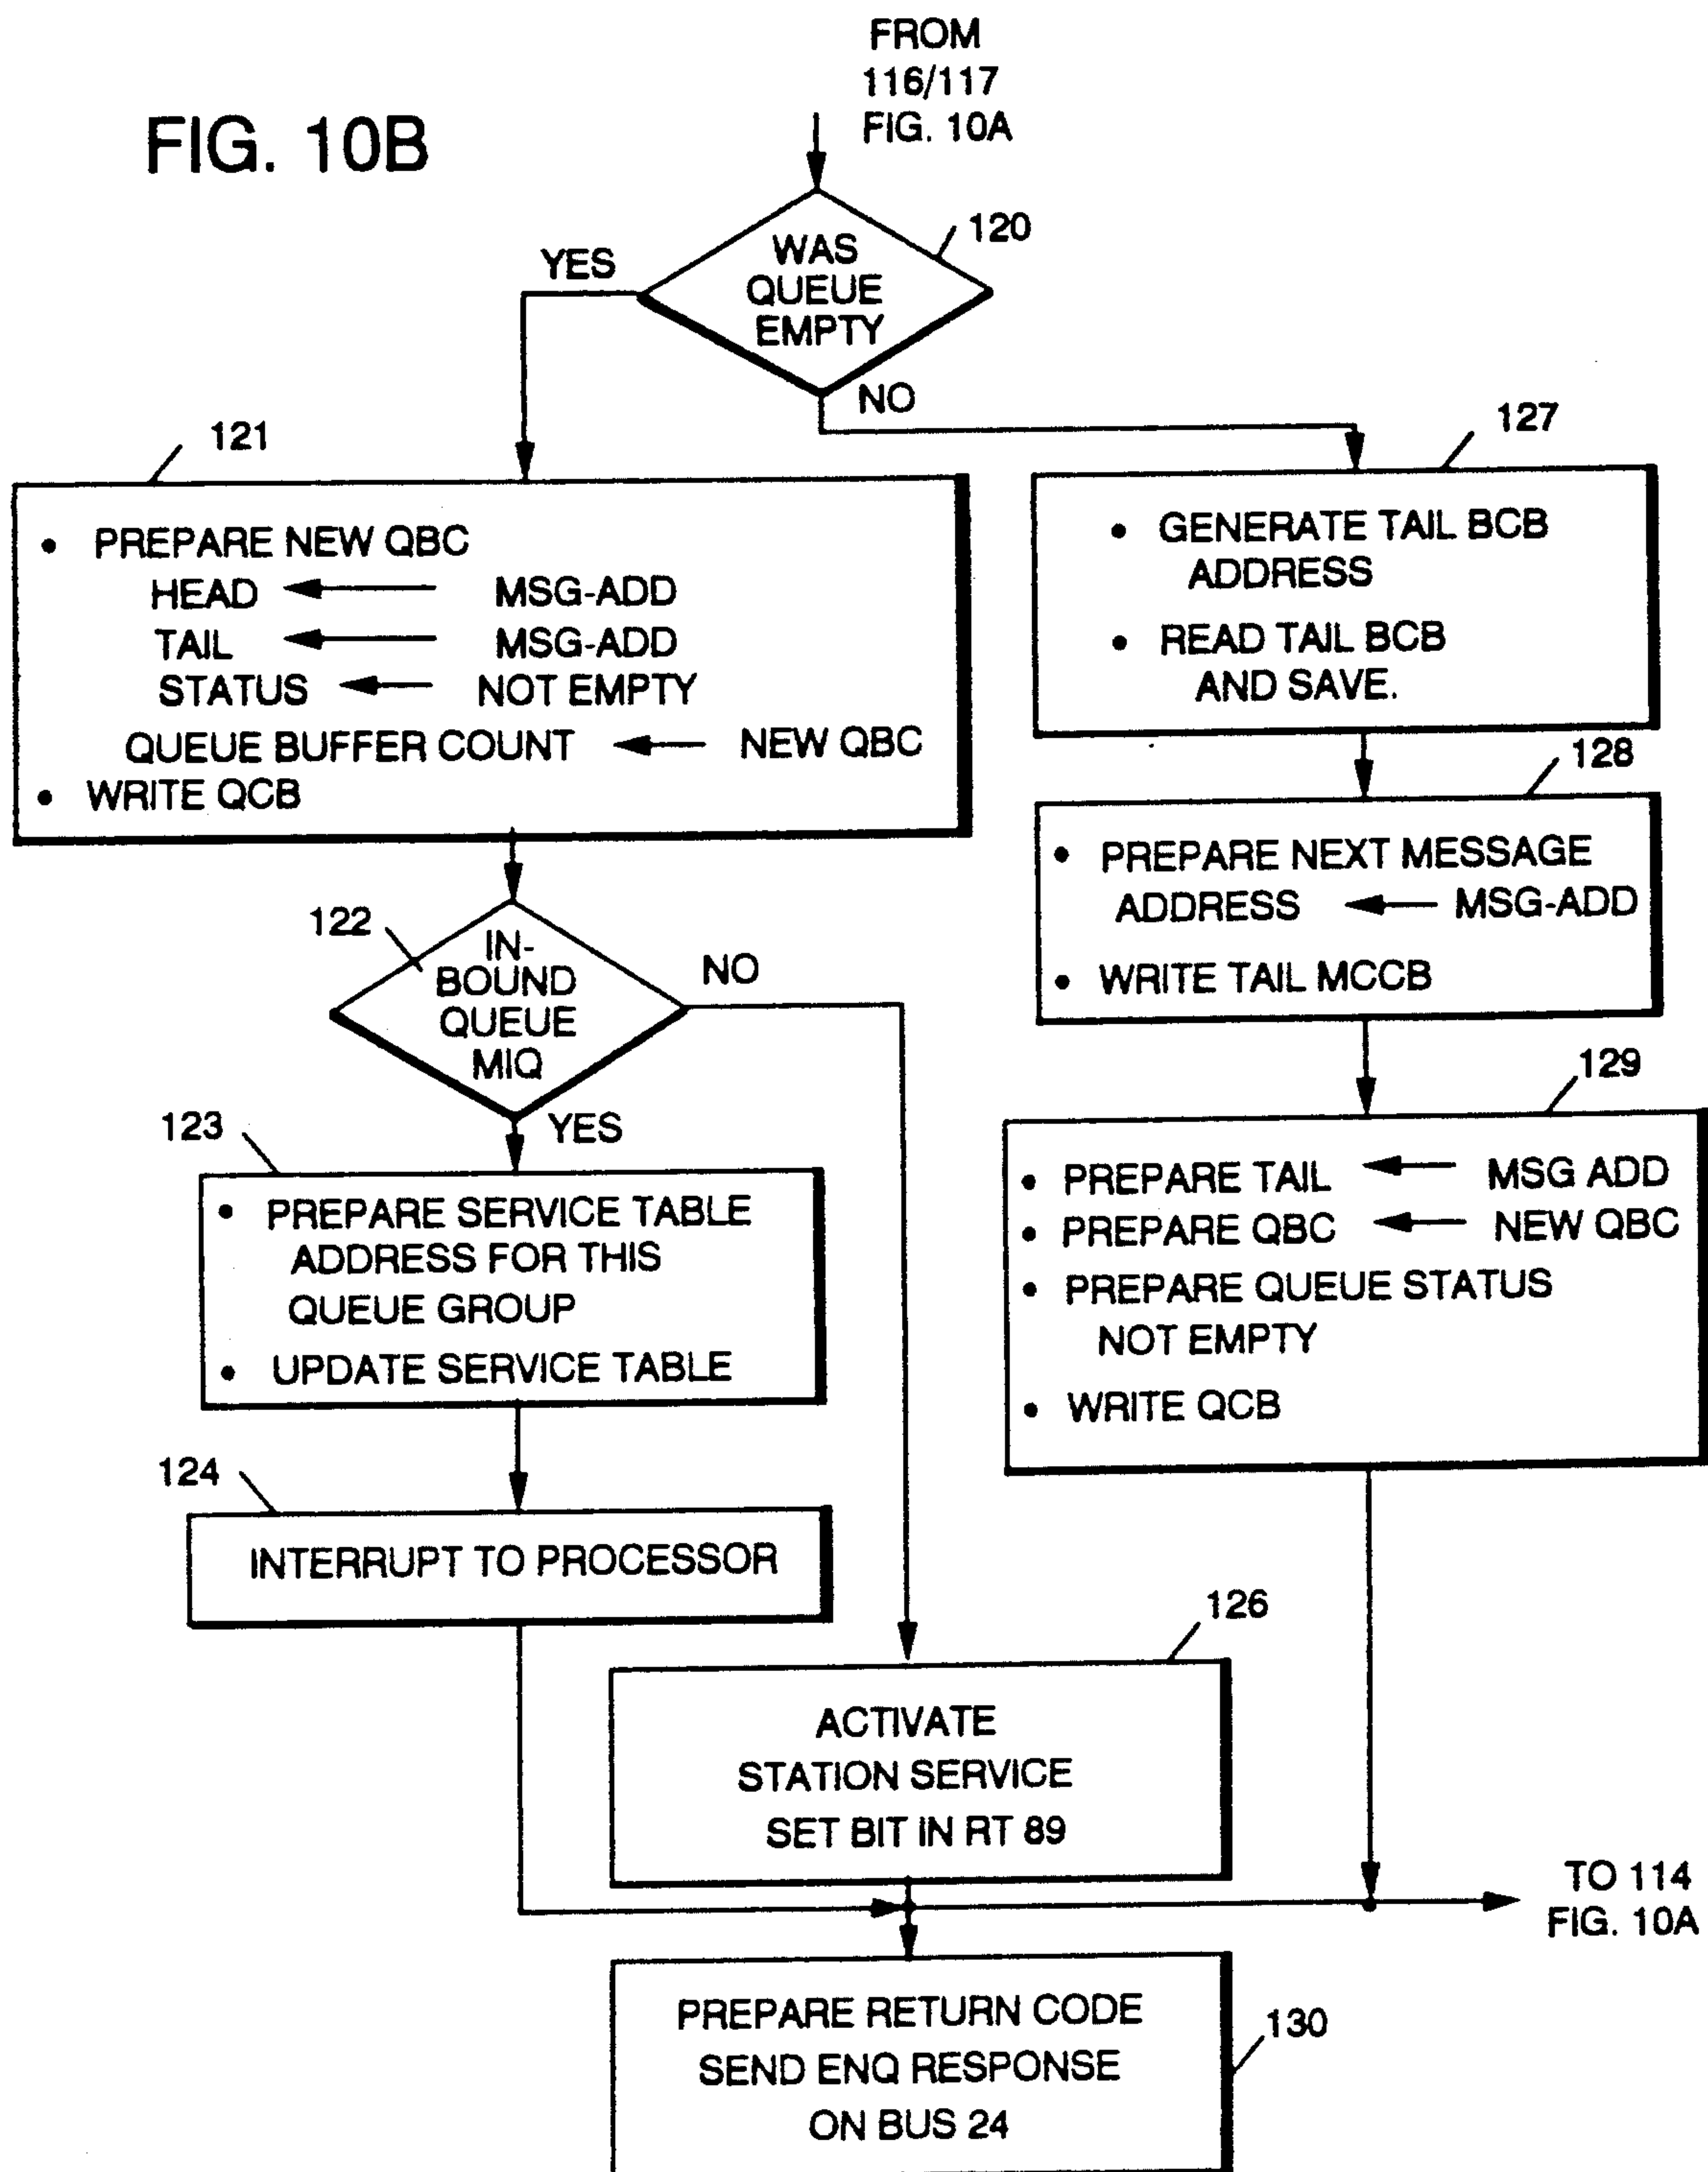 FROM
116/117
FIG. 10A
FIG. 10B
120
WAS
QUEUE
EMPTY
YES
NO
121
• PREPARE NEW QBC
HEAD ← MSG-ADD
TAIL ← MSG-ADD
STATUS ← NOT EMPTY
QUEUE BUFFER COUNT ← NEW QBC
• WRITE QCB
127
• GENERATE TAIL BCB
ADDRESS
• READ TAIL BCB
AND SAVE.
128
• PREPARE NEXT MESSAGE
ADDRESS ← MSG-ADD
• WRITE TAIL MCCB
122
IN-
BOUND
QUEUE
MIQ
NO
YES
123
• PREPARE SERVICE TABLE
ADDRESS FOR THIS
QUEUE GROUP
• UPDATE SERVICE TABLE
129
• PREPARE TAIL ← MSG ADD
• PREPARE QBC ← NEW QBC
• PREPARE QUEUE STATUS
NOT EMPTY
• WRITE QCB
124
INTERRUPT TO PROCESSOR
126
ACTIVATE
STATION SERVICE
SET BIT IN RT 89
TO 114
FIG. 10A
PREPARE RETURN CODE
SEND ENQ RESPONSE
ON BUS 24
130